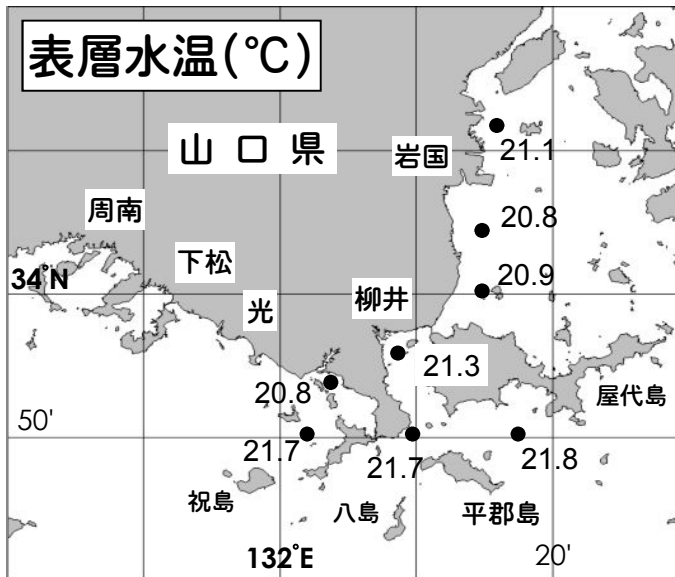 表層水温(℃)
山口県
岩国
21.1
周南
20.8
下松
34°N
20.9
柳井
光
21.3
20.8
屋代島
50'
21.7
21.7
21.8
祝島
八島
平郡島
132°E
20'